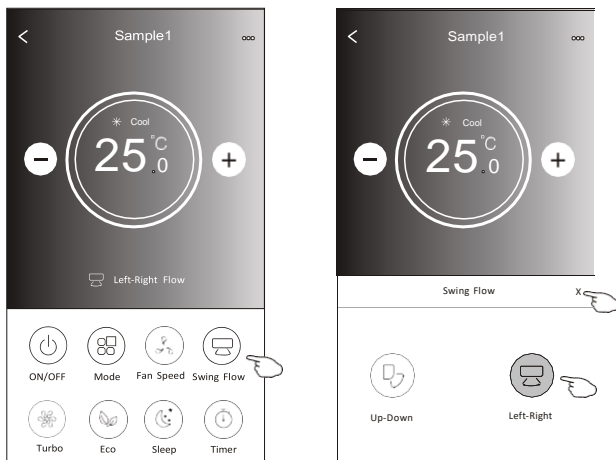 Sample1
Cool
25.0 °C
Left-Right Flow
ON/OFF Mode Fan Speed Swing Flow
Turbo Eco Sleep Timer
Sample1
Cool
25.0 °C
Swing Flow X
Up-Down Left-Right